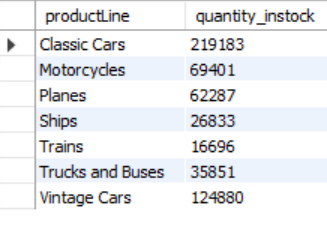 productLine quantity_instock
Classic Cars 219183
Motorcycles 69401
Planes 62287
Ships 26833
Trains 16696
Trucks and Buses 35851
Vintage Cars 124880